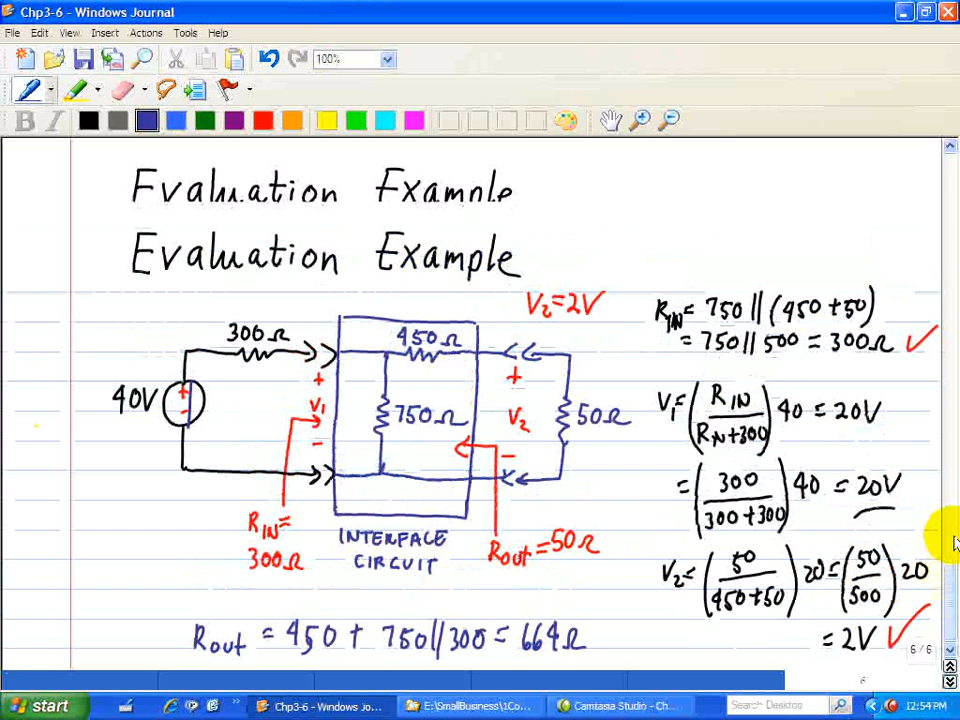 Chp3-6 - Windows Journal
File Edit View Insert Actions Tools Help
100%
B I
Evaluation Example
Evaluation Example
V2=2V
300Ω
450Ω
40V
+
-
+
V1
-
750Ω
+
V2
-
50Ω
RIN=
300Ω
INTERFACE
CIRCUIT
Rout=50Ω
Rout = 450 + 750||300 = 664Ω
RIN= 750 || (450+50)
= 750 || 500 = 300Ω ✓
V1=(RIN/RIN+300) 40 = 20V
=(300/300+300) 40 = 20V
V2=(50/450+50) 20=(50/500) 20
= 2V ✓
6/6
6
start
Chp3-6 - Windows Jo...
E:\SmallBusiness\1Co...
Camtasia Studio - Cu...
Search Desktop
12:54 PM